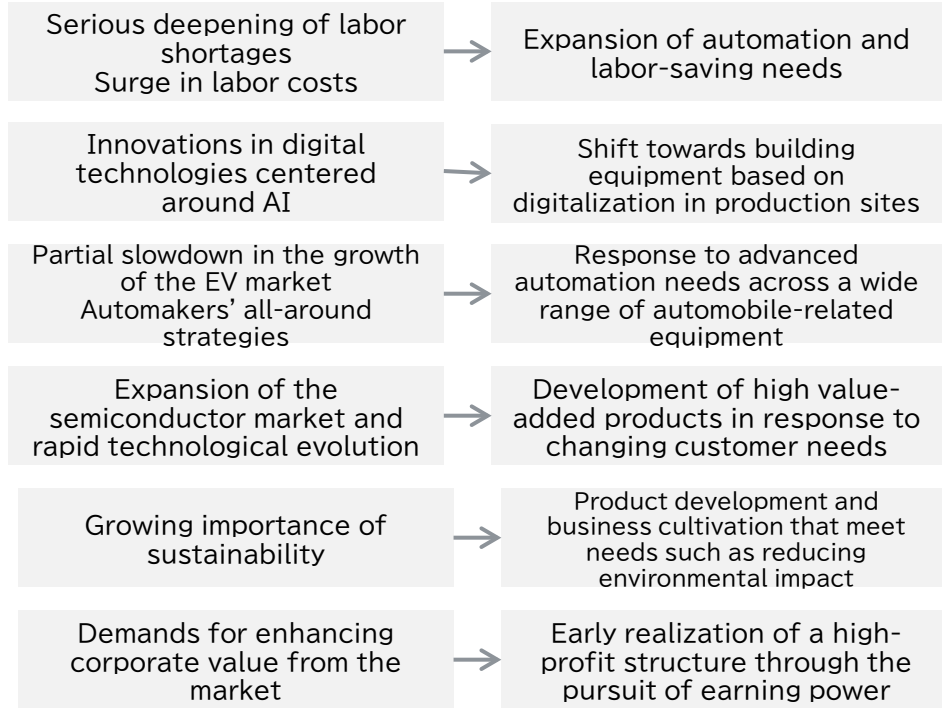 Serious deepening of labor
shortages
Surge in labor costs
Expansion of automation and
labor-saving needs
Innovations in digital
technologies centered
around AI
Shift towards building
equipment based on
digitalization in production sites
Partial slowdown in the growth
of the EV market
Automakers’ all-around
strategies
Response to advanced
automation needs across a wide
range of automobile-related
equipment
Expansion of the
semiconductor market and
rapid technological evolution
Development of high value-
added products in response to
changing customer needs
Growing importance of
sustainability
Product development and
business cultivation that meet
needs such as reducing
environmental impact
Demands for enhancing
corporate value from the
market
Early realization of a high-
profit structure through the
pursuit of earning power